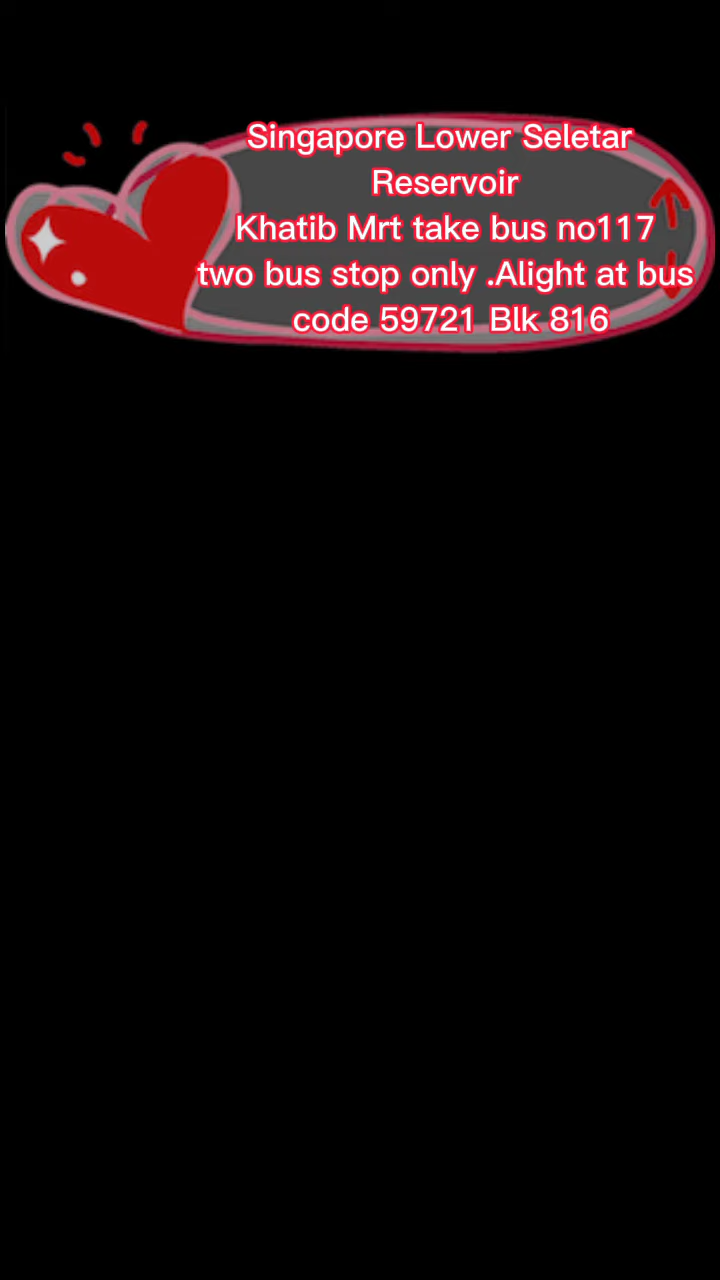 Singapore Lower Seletar
Reservoir
Khatib Mrt take bus no117
two bus stop only .Alight at bus
code 59721 Blk 816